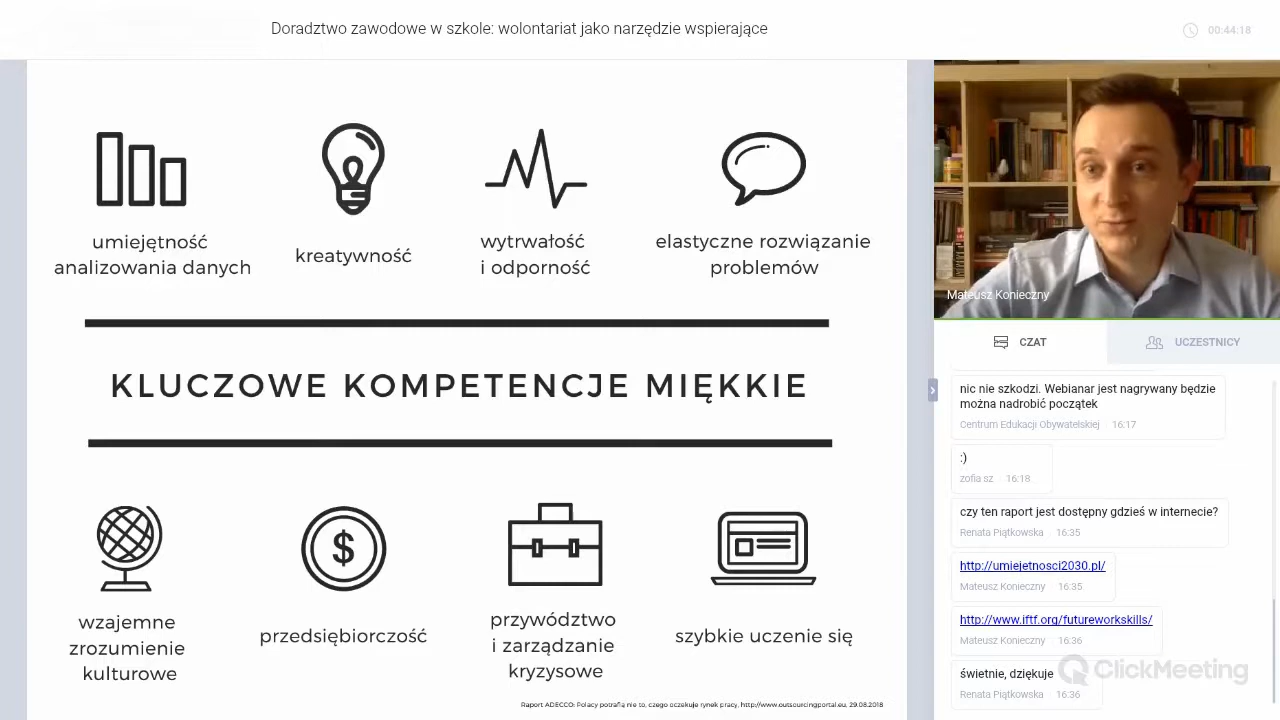 Doradztwo zawodowe w szkole: wolontariat jako narzędzie wspierające
00:44:18
umiejętność
analizowania danych
kreatywność
wytrwałość
i odporność
elastyczne rozwiązanie
problemów
KLUCZOWE KOMPETENCJE MIĘKKIE
wzajemne
zrozumienie
kulturowe
przedsiębiorczość
przywództwo
i zarządzanie
kryzysowe
szybkie uczenie się
Raport ADECCO: Polacy potrafią nie to, czego oczekuje rynek pracy, http://www.outsourcingportal.eu, 29.08.2018
Mateusz Konieczny
CZAT
UCZESTNICY
nic nie szkodzi. Webianar jest nagrywany będzie
można nadrobić początek
Centrum Edukacji Obywatelskiej 16:17
:)
zofia sz 16:18
czy ten raport jest dostępny gdzieś w internecie?
Renata Piątkowska 16:35
http://umiejetnosci2030.pl/
Mateusz Konieczny 16:35
http://www.iftf.org/futureworkskills/
Mateusz Konieczny 16:36
świetnie, dziękuje
Renata Piątkowska 16:36
ClickMeeting